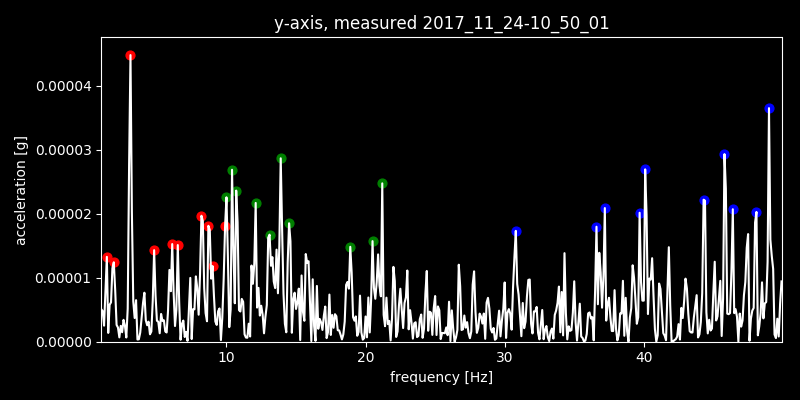 y-axis, measured 2017_11_24-10_50_01
0.00004
0.00003
0.00002
0.00001
0.00000
acceleration [g]
10 20 30 40
frequency [Hz]